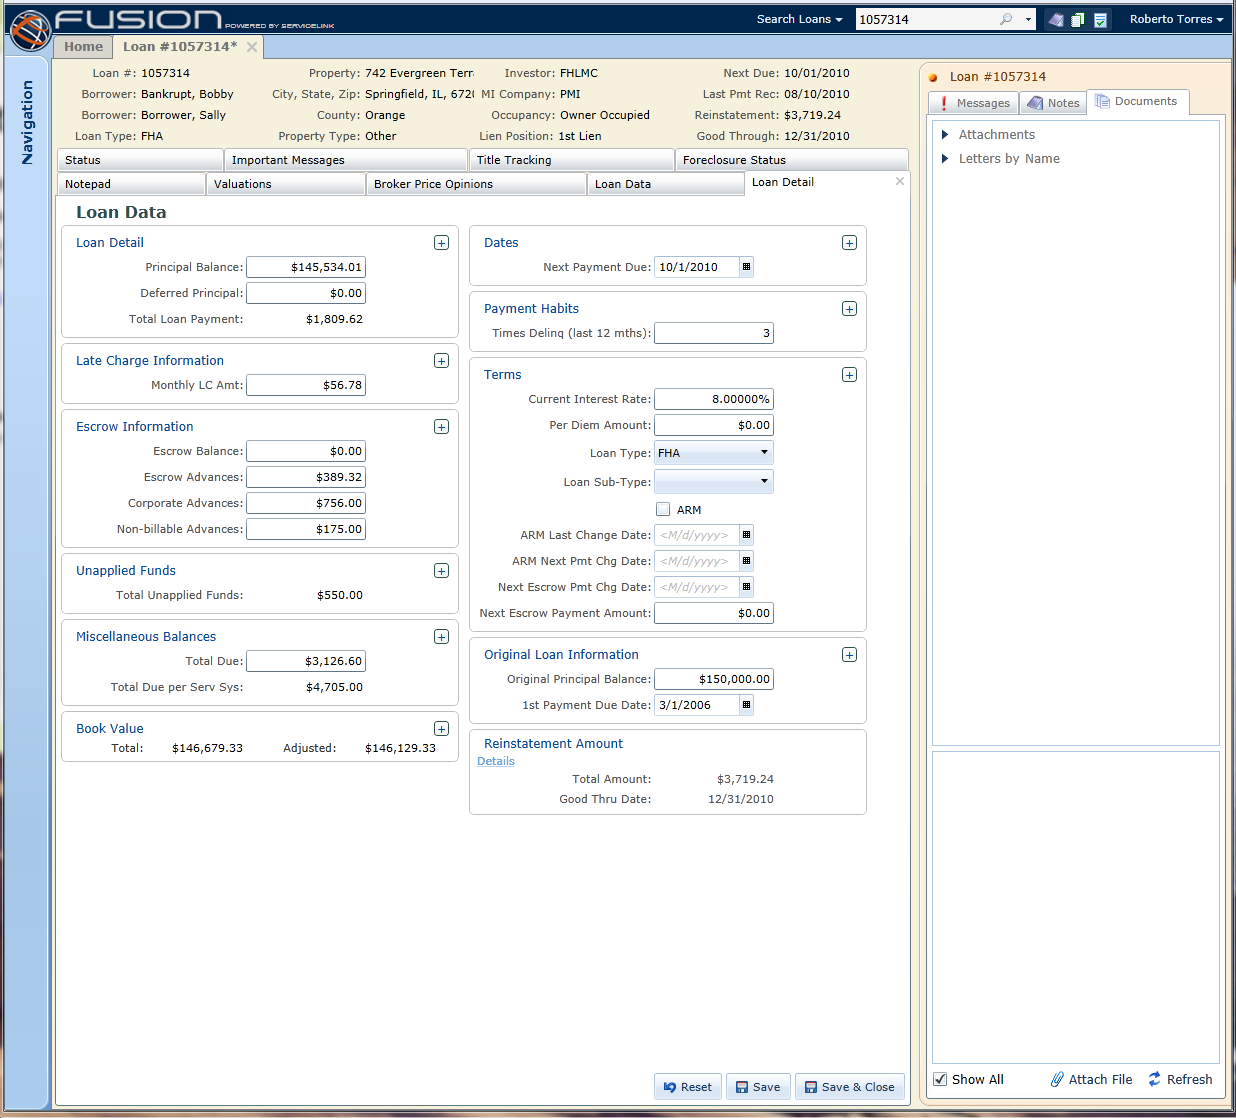 FUSION POWERED BY SERVICELINK
Search Loans
1057314
Roberto Torres
Home
Loan #1057314*
Navigation
Loan #: 1057314 Property: 742 Evergreen Terr Investor: FHLMC Next Due: 10/01/2010
Borrower: Bankrupt, Bobby City, State, Zip: Springfield, IL, 6720 MI Company: PMI Last Pmt Rec: 08/10/2010
Borrower: Borrower, Sally County: Orange Occupancy: Owner Occupied Reinstatement: $3,719.24
Loan Type: FHA Property Type: Other Lien Position: 1st Lien Good Through: 12/31/2010
Status Important Messages Title Tracking Foreclosure Status
Notepad Valuations Broker Price Opinions Loan Data Loan Detail
Loan Data
Loan Detail
Principal Balance: $145,534.01
Deferred Principal: $0.00
Total Loan Payment: $1,809.62
Late Charge Information
Monthly LC Amt: $56.78
Escrow Information
Escrow Balance: $0.00
Escrow Advances: $389.32
Corporate Advances: $756.00
Non-billable Advances: $175.00
Unapplied Funds
Total Unapplied Funds: $550.00
Miscellaneous Balances
Total Due: $3,126.60
Total Due per Serv Sys: $4,705.00
Book Value
Total: $146,679.33 Adjusted: $146,129.33
Dates
Next Payment Due: 10/1/2010
Payment Habits
Times Delinq (last 12 mths): 3
Terms
Current Interest Rate: 8.00000%
Per Diem Amount: $0.00
Loan Type: FHA
Loan Sub-Type:
ARM
ARM Last Change Date: <M/d/yyyy>
ARM Next Pmt Chg Date: <M/d/yyyy>
Next Escrow Pmt Chg Date: <M/d/yyyy>
Next Escrow Payment Amount: $0.00
Original Loan Information
Original Principal Balance: $150,000.00
1st Payment Due Date: 3/1/2006
Reinstatement Amount
Details
Total Amount: $3,719.24
Good Thru Date: 12/31/2010
Reset Save Save & Close
Loan #1057314
Messages Notes Documents
Attachments
Letters by Name
Show All Attach File Refresh